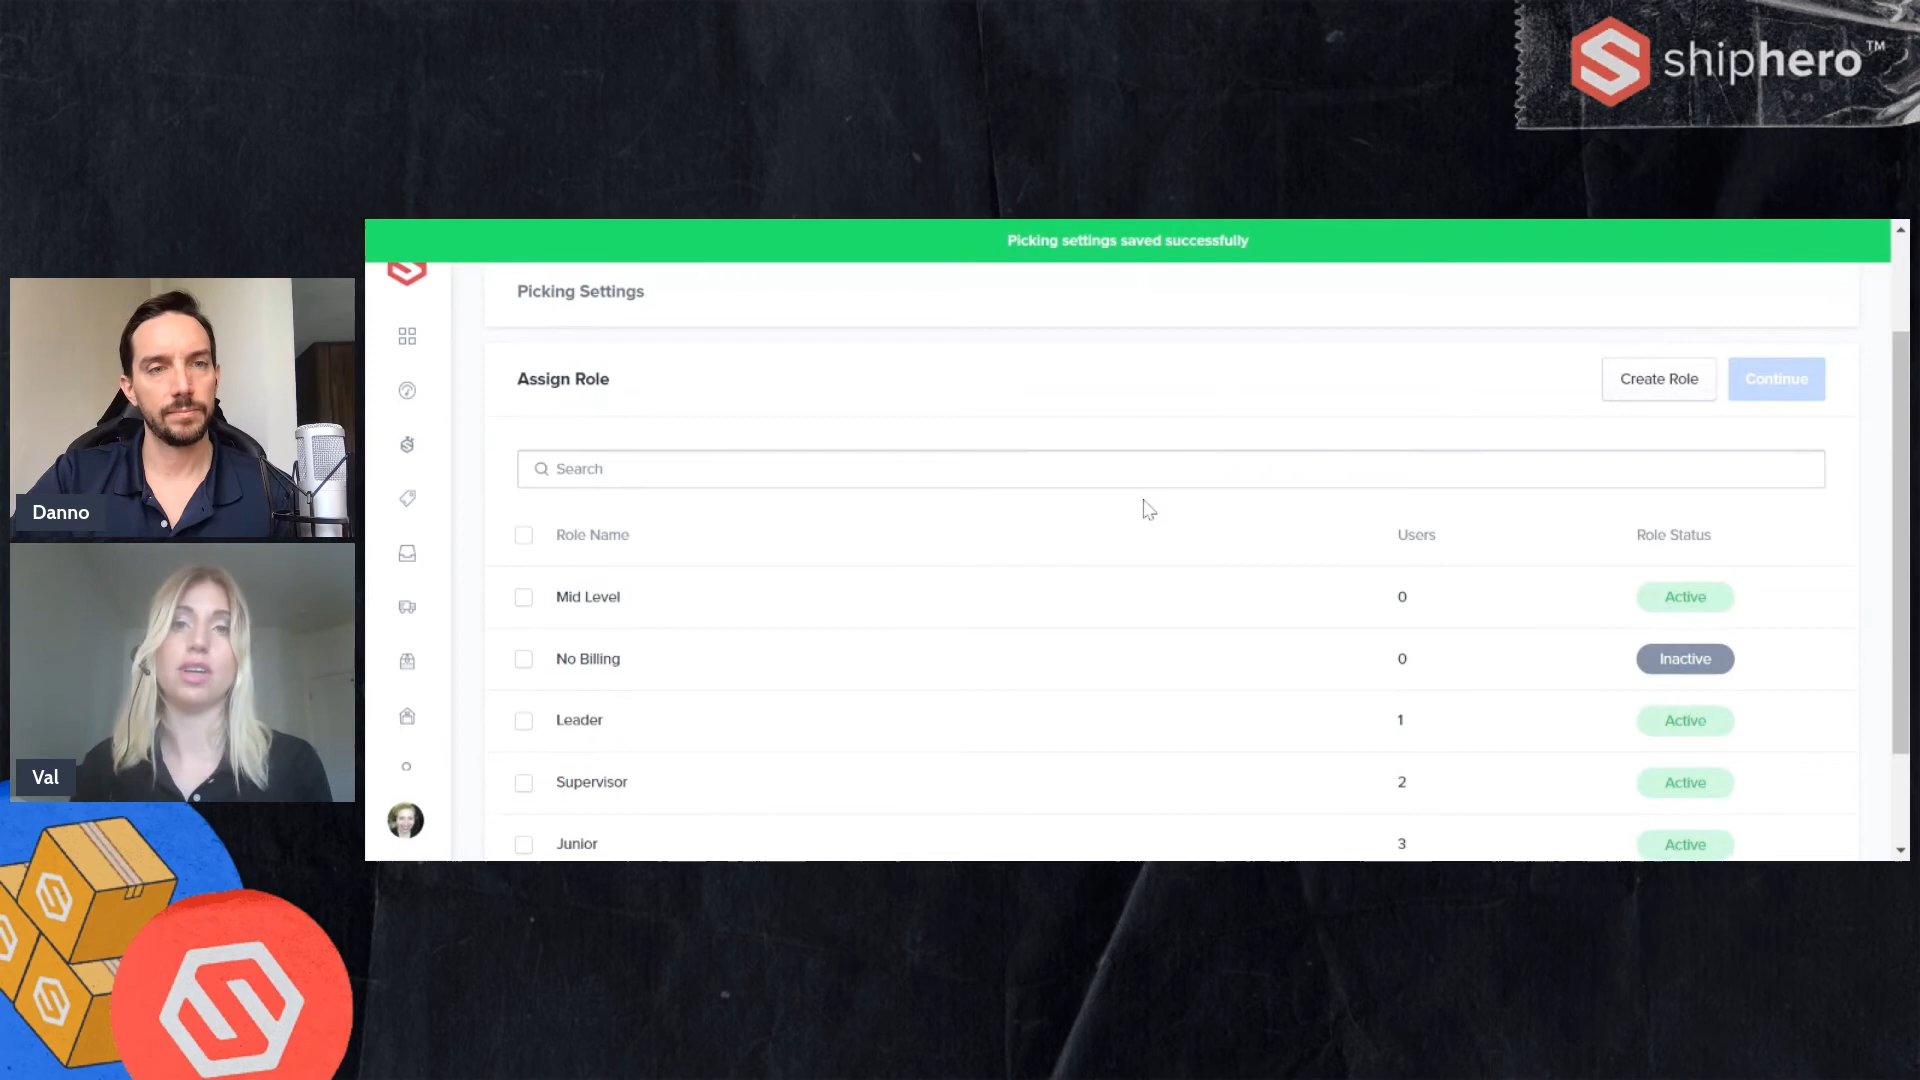 shiphero™
Picking settings saved successfully
Picking Settings
Assign Role
Create Role
Continue
Search
Role Name Users Role Status
Mid Level 0 Active
No Billing 0 Inactive
Leader 1 Active
Supervisor 2 Active
Junior 3 Active
Danno
Val